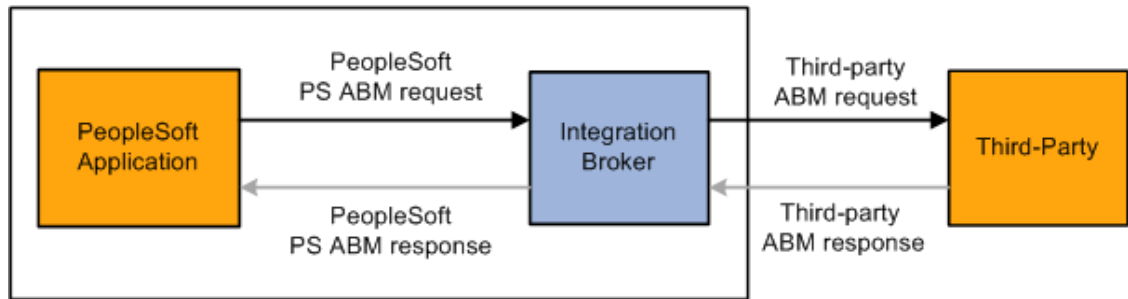 PeopleSoft
Application
PeopleSoft
PS ABM request
PeopleSoft
PS ABM response
Integration
Broker
Third-party
ABM request
Third-party
ABM response
Third-Party